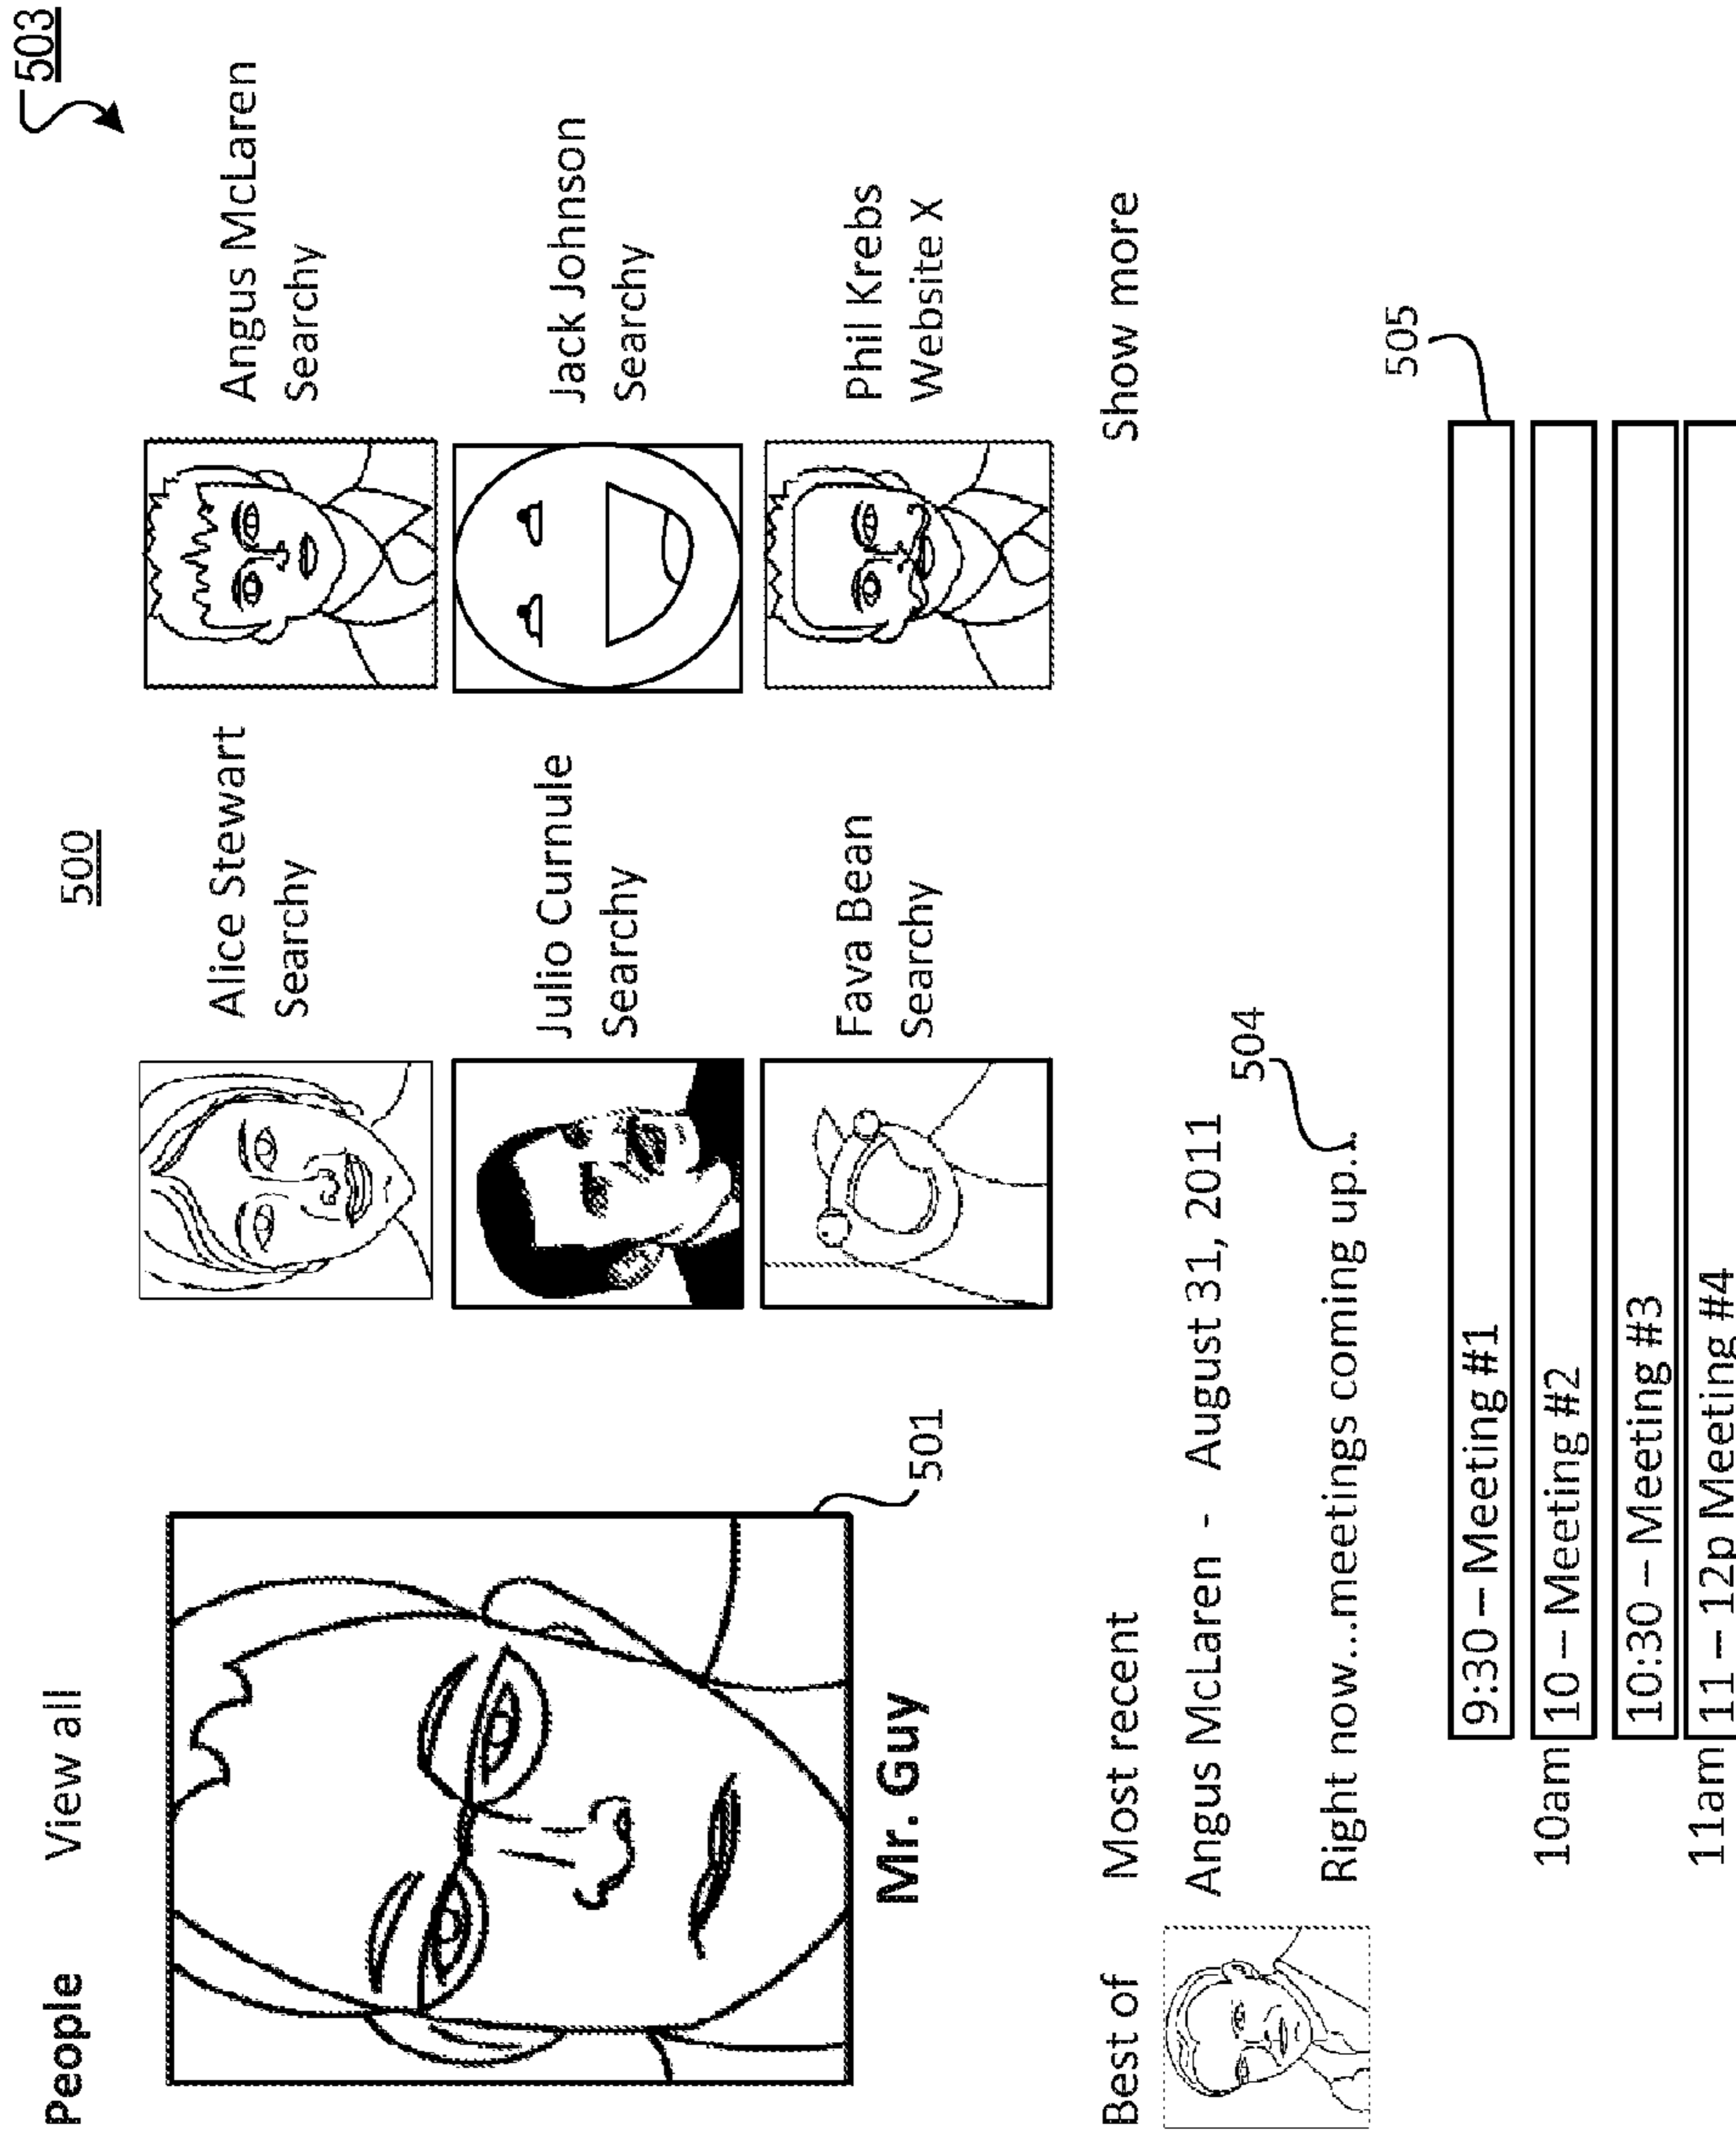 500
503
People View all
Alice Stewart
Searchy
Angus McLaren
Searchy
Julio Curnule
Searchy
Jack Johnson
Searchy
Fava Bean
Searchy
Phil Krebs
Website X
501
Mr. Guy
Show more
Best of Most recent
Angus McLaren - August 31, 2011
504
Right now...meetings coming up...
505
9:30 – Meeting #1
10am 10 – Meeting #2
10:30 – Meeting #3
11am 11 – 12p Meeting #4